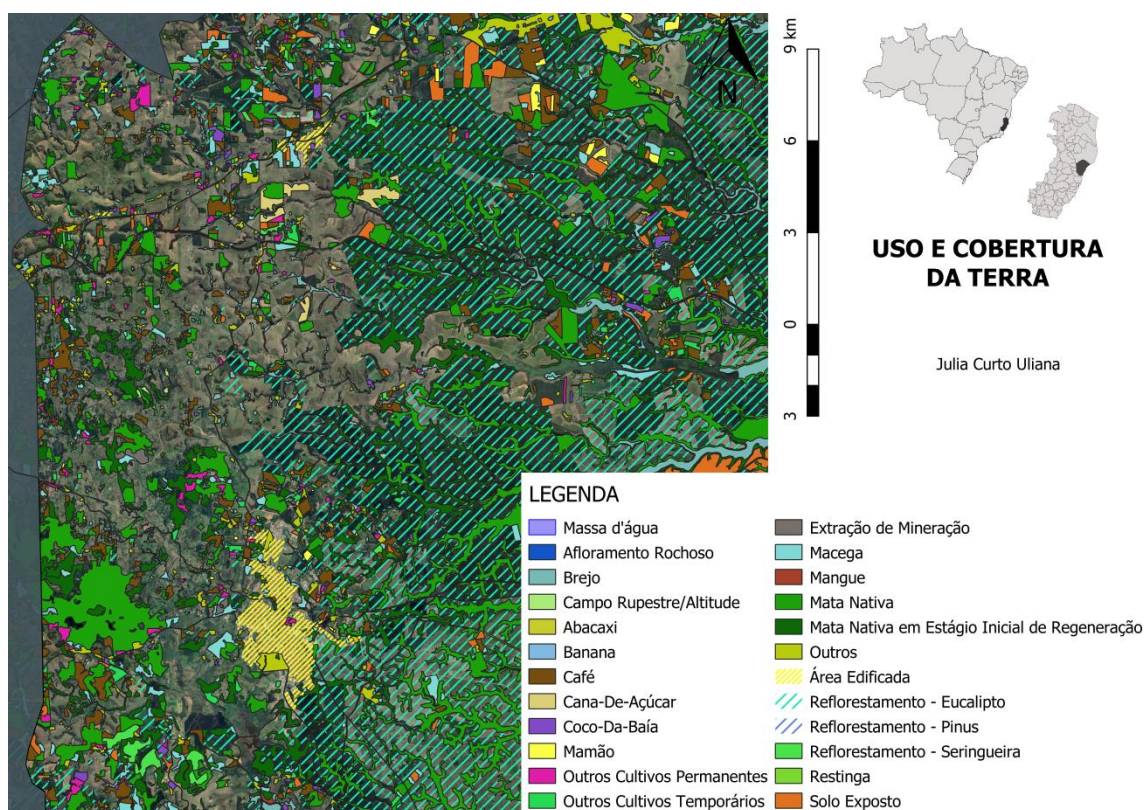 N
9 km
6
3
0
3
USO E COBERTURA
DA TERRA
Julia Curto Uliana
LEGENDA
Massa d'água
Afloramento Rochoso
Brejo
Campo Rupestre/Altitude
Abacaxi
Banana
Café
Cana-De-Açúcar
Coco-Da-Baía
Mamão
Outros Cultivos Permanentes
Outros Cultivos Temporários
Extração de Mineração
Macega
Mangue
Mata Nativa
Mata Nativa em Estágio Inicial de Regeneração
Outros
Área Edificada
Reflorestamento - Eucalipto
Reflorestamento - Pinus
Reflorestamento - Seringueira
Restinga
Solo Exposto